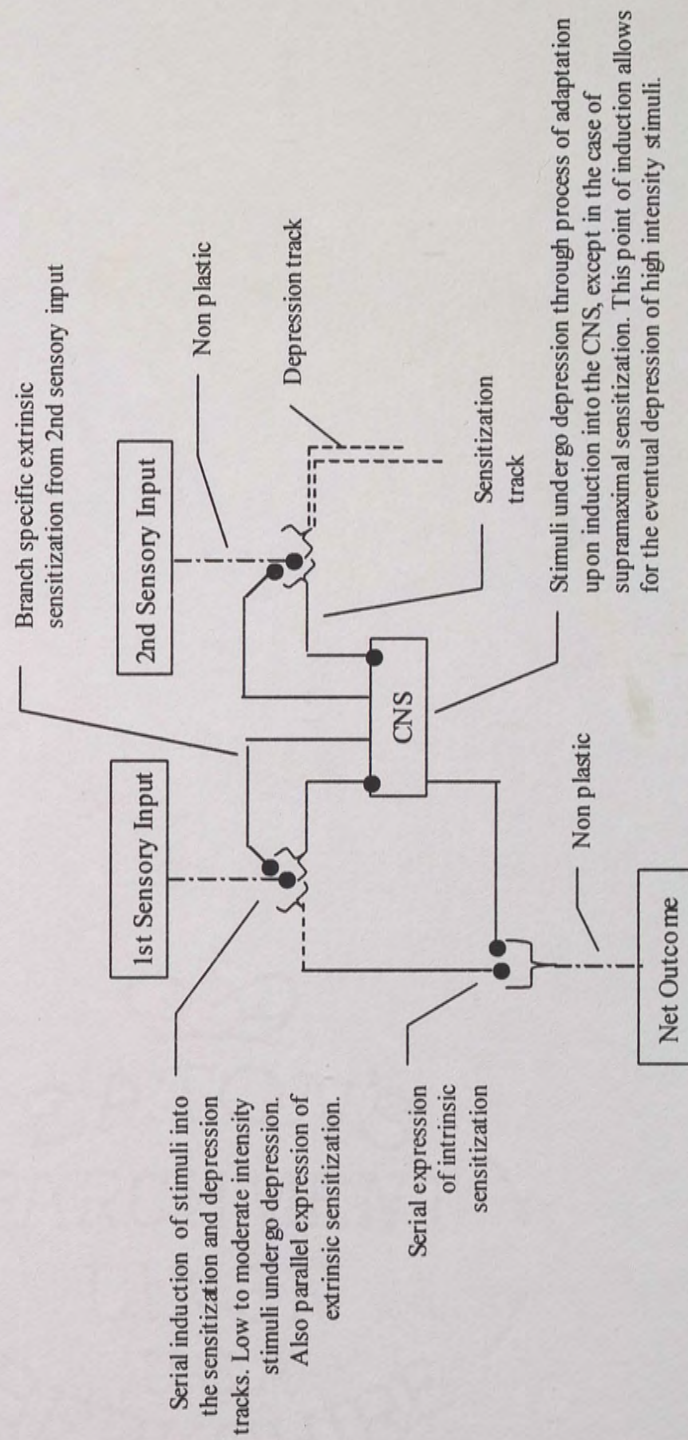 Branch specific extrinsic
sensitization from 2nd sensory input
1st Sensory Input
2nd Sensory Input
Non plastic
Depression track
Serial induction of stimuli into
the sensitization and depression
tracks. Low to moderate intensity
stimuli undergo depression.
Also parallel expression of
extrinsic sensitization.
CNS
Sensitization
track
Serial expression
of intrinsic
sensitization
Non plastic
Stimuli undergo depression through process of adaptation
upon induction into the CNS, except in the case of
supramaximal sensitization. This point of induction allows
for the eventual depression of high intensity stimuli.
Net Outcome